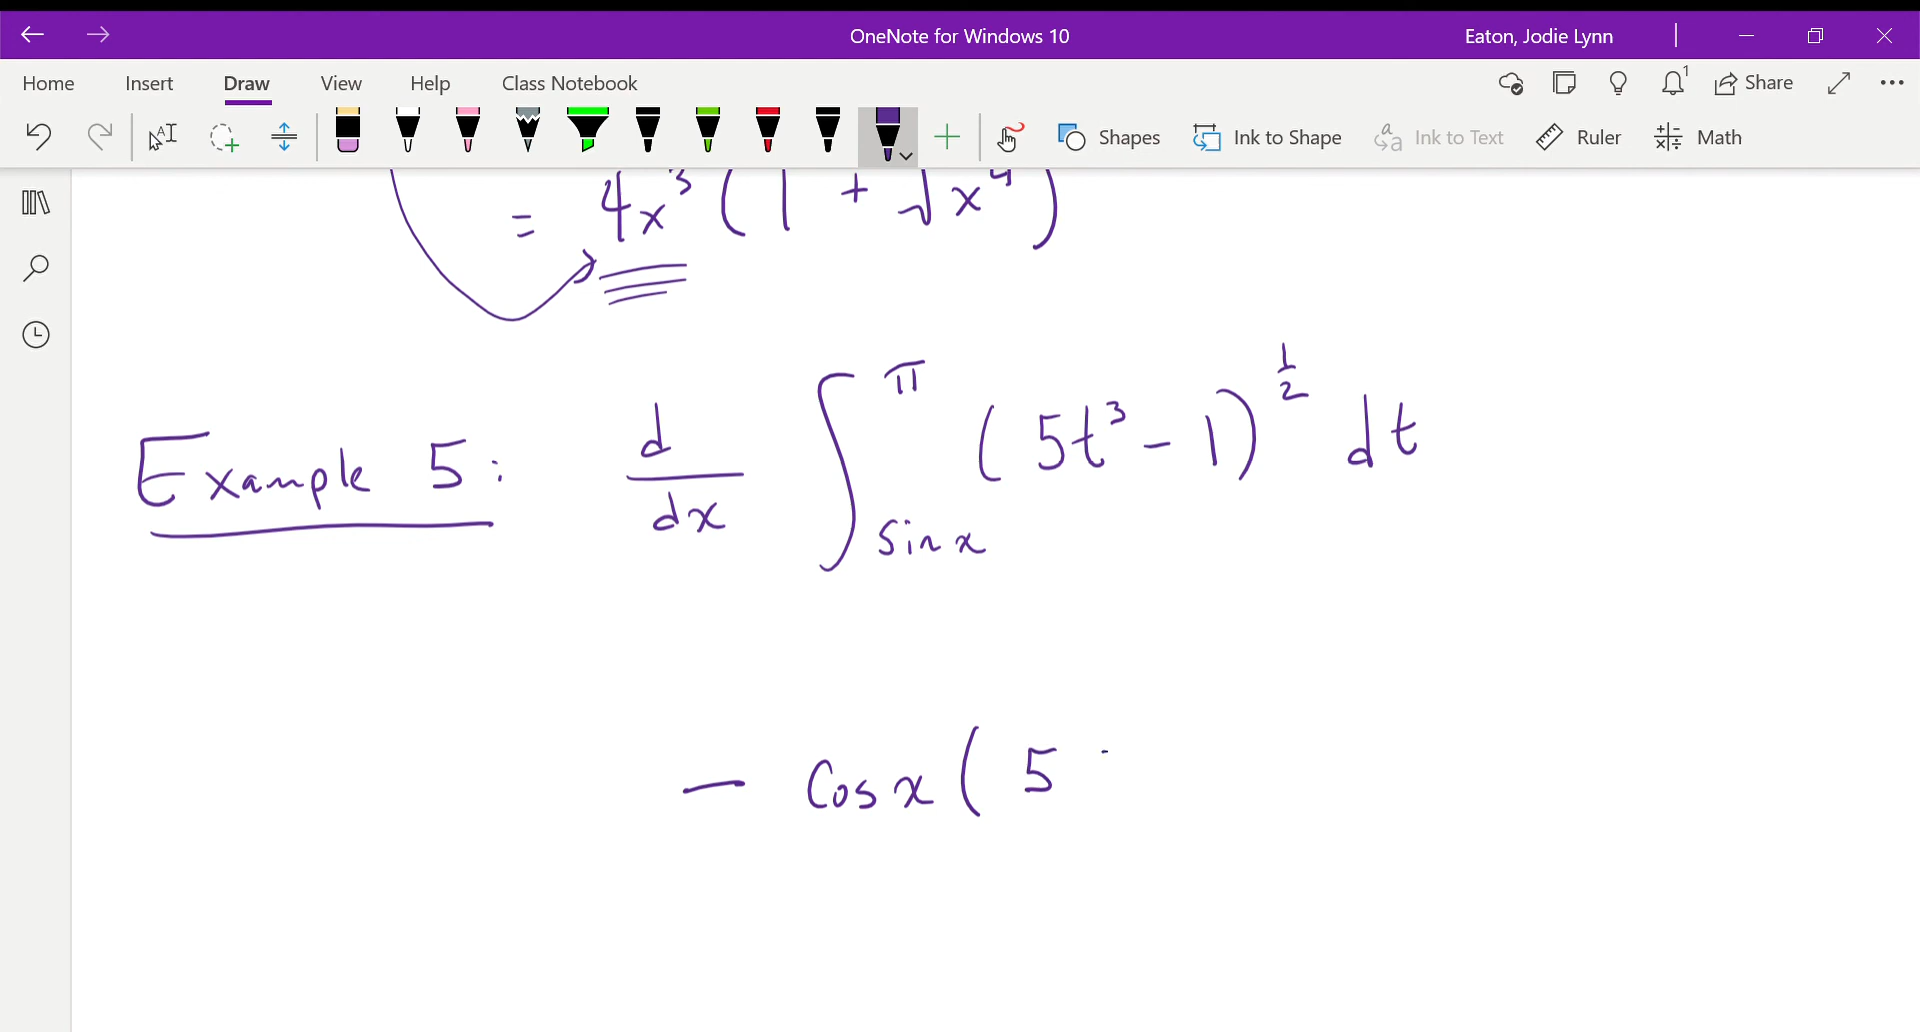 OneNote for Windows 10 Eaton, Jodie Lynn
Home Insert Draw View Help Class Notebook 1 Share
Shapes Ink to Shape Ink to Text Ruler Math
= 4x³ (1 + √x⁴)
Example 5: d/dx ∫_{sin x}^{π} (5t³ - 1)^{1/2} dt
— Cos x ( 5